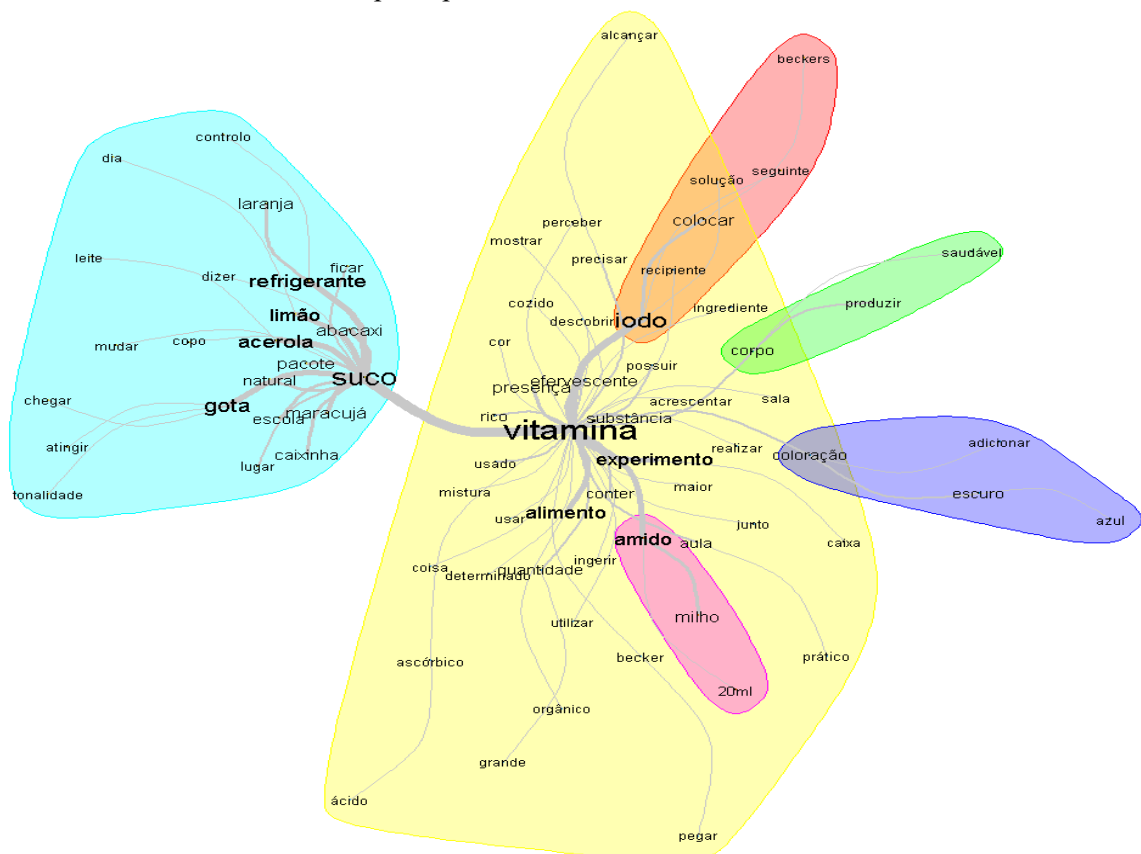 alcançar
beckers
controlo
dia
seguinte
solução
laranja
colocar
perceber
mostrar
saudável
leite
precisar
ficar
recipiente
dizer
refrigerante
cozido
produzir
ingrediente
limão
iodo
descobrir
abacaxi
acerola
cor
copo
mudar
corpo
pacote
possuir
suco
natural
efervescente
presença
chegar
acrescentar
sala
gota
maracujá
rico
escola
substância
vitamina
adicionar
atingir
realizar
caixinha
coloração
experimento
lugar
usado
maior
tonalidade
mistura
conter
escuro
alimento
usar
azul
junto
amido
aula
caixa
ingerir
coisa
quantidade
determinado
milho
utilizar
becker
prático
ascórbico
20ml
orgânico
grande
ácido
pegar